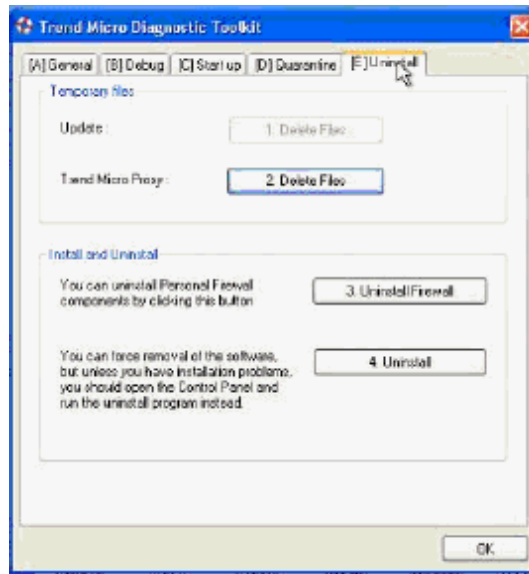 Trend Micro Diagnostic Toolkit
[A] General [B] Debug [C] Start up [D] Quarantine [E] Uninstall
Temporary files
Update :
1. Delete Files
Trend Micro Proxy :
2. Delete Files
Install and Uninstall
You can uninstall Personal Firewall
components by clicking this button
3. Uninstall Firewall
You can force removal of the software,
but unless you have installation problems,
you should open the Control Panel and
run the uninstall program instead.
4. Uninstall
OK